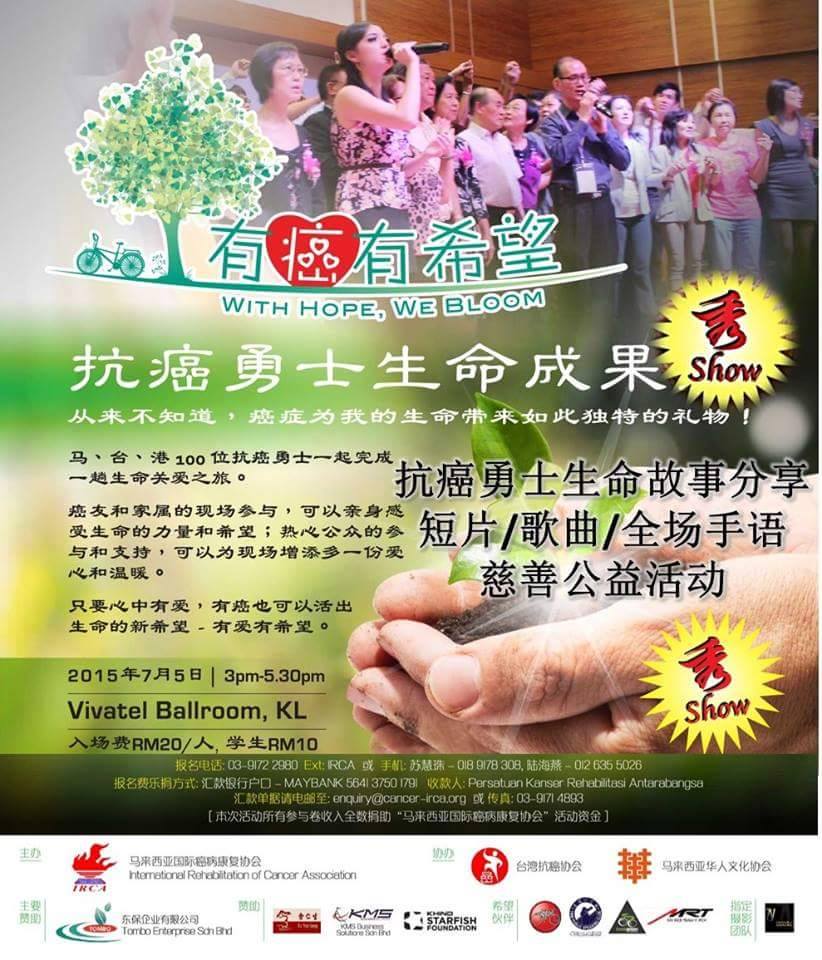 有癌有希望
WITH HOPE, WE BLOOM
抗癌勇士生命成果
秀
Show
从来不知道，癌症为我的生命带来如此独特的礼物！
马、台、港 100 位抗癌勇士一起完成
一趟生命关爱之旅。
癌友和家属的现场参与，可以亲身感
受生命的力量和希望；热心公众的参
与和支持，可以为现场增添多一份爱
心和温暖。
只要心中有爱，有癌也可以活出
生命的新希望 - 有爱有希望。
抗癌勇士生命故事分享
短片/歌曲/全场手语
慈善公益活动
秀
Show
2015年7月5日 | 3pm-5.30pm
Vivatel Ballroom, KL
入场费RM20/人, 学生RM10
报名电话: 03-9172 2980 Ext: IRCA 或 手机: 苏慧珠 - 018 9178 308, 陆海燕 - 012 635 5026
报名费乐捐方式: 汇款银行户口 - MAYBANK 5641 3750 1791 收款人: Persatuan Kanser Rehabilitasi Antarabangsa
汇款单据请电邮至: enquiry@cancer-irca.org 或 传真: 03-9171 4893
[ 本次活动所有参与卷收入全数捐助 “马来西亚国际癌病康复协会” 活动资金 ]
主办
IRCA
马来西亚国际癌病康复协会
International Rehabilitation of Cancer Association
协办
癌
台湾抗癌协会
马来西亚华人文化协会
主要
赞助
TOMBO
东保企业有限公司
Tombo Enterprise Sdn Bhd
赞助
KMS
KMS Business
Solutions Sdn Bhd
KHIND
STARFISH
FOUNDATION
希望
伙伴
MRT
指定
摄影
团队